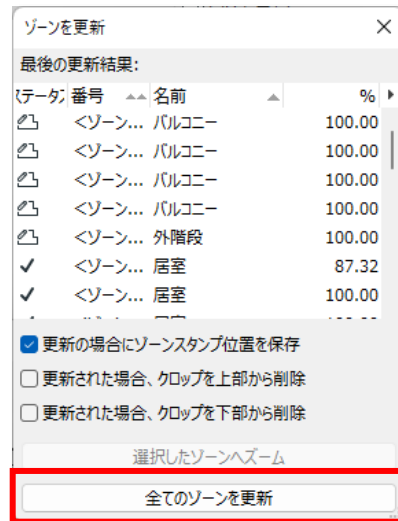 ゾーンを更新
最後の更新結果:
ステータス 番号 名前 %
<ゾーン... バルコニー 100.00
<ゾーン... バルコニー 100.00
<ゾーン... バルコニー 100.00
<ゾーン... バルコニー 100.00
<ゾーン... 外階段 100.00
<ゾーン... 居室 87.32
<ゾーン... 居室 100.00
更新の場合にゾーンスタンプ位置を保存
更新された場合、クロップを上部から削除
更新された場合、クロップを下部から削除
選択したゾーンへズーム
全てのゾーンを更新